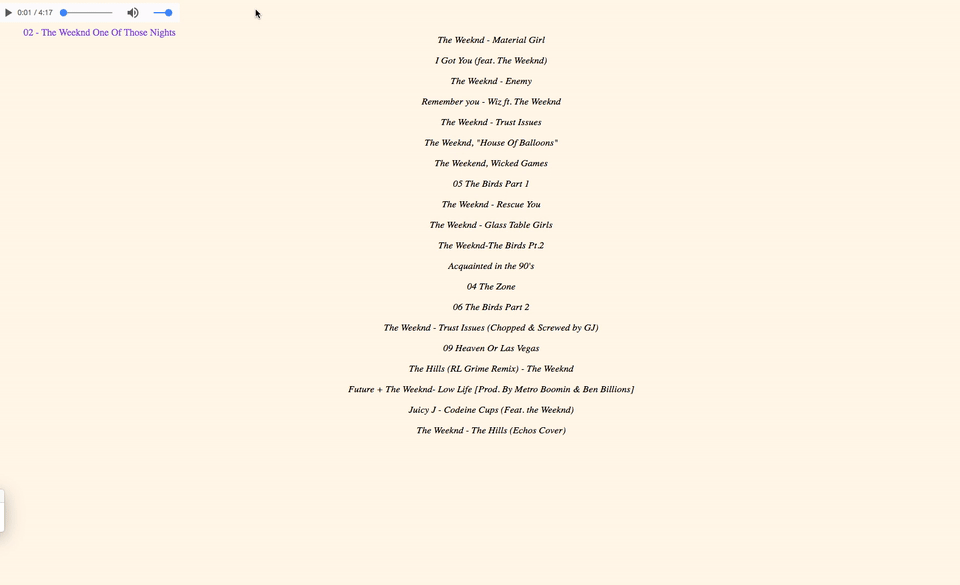 0:01 / 4:17
02 - The Weeknd One Of Those Nights
The Weeknd - Material Girl
I Got You (feat. The Weeknd)
The Weeknd - Enemy
Remember you - Wiz ft. The Weeknd
The Weeknd - Trust Issues
The Weeknd, "House Of Balloons"
The Weekend, Wicked Games
05 The Birds Part 1
The Weeknd - Rescue You
The Weeknd - Glass Table Girls
The Weeknd-The Birds Pt.2
Acquainted in the 90's
04 The Zone
06 The Birds Part 2
The Weeknd - Trust Issues (Chopped & Screwed by GJ)
09 Heaven Or Las Vegas
The Hills (RL Grime Remix) - The Weeknd
Future + The Weeknd- Low Life [Prod. By Metro Boomin & Ben Billions]
Juicy J - Codeine Cups (Feat. the Weeknd)
The Weeknd - The Hills (Echos Cover)